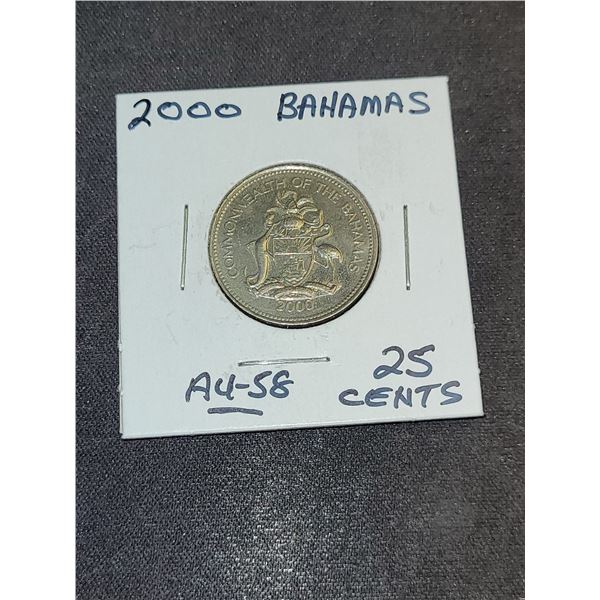 2000 BAHAMAS
COMMONWEALTH OF THE BAHAMAS
2000
AU-58
25
CENTS